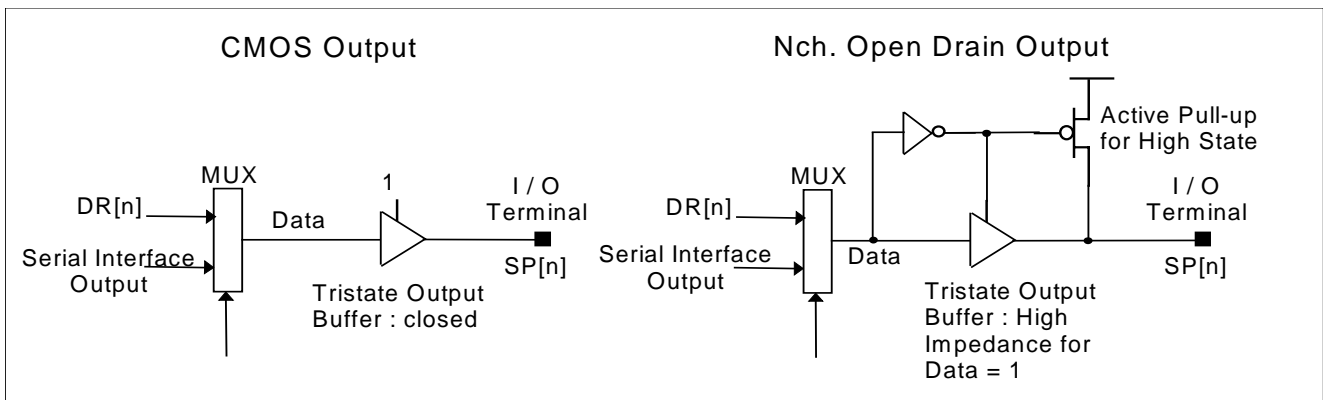 CMOS Output
MUX
DR[n]
Serial Interface
Output
Data
1
Tristate Output
Buffer : closed
I / O
Terminal
SP[n]
Nch. Open Drain Output
Active Pull-up
for High State
MUX
DR[n]
Serial Interface
Output
Data
Tristate Output
Buffer : High
Impedance for
Data = 1
I / O
Terminal
SP[n]